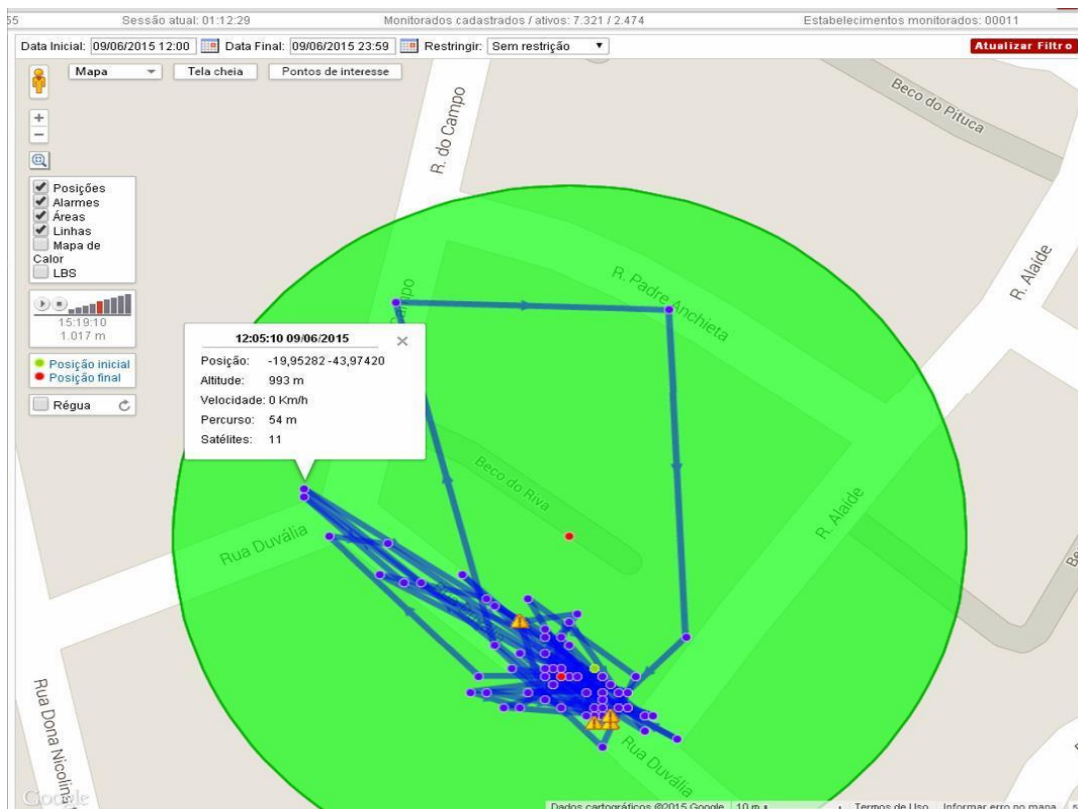 55 Sessão atual: 01:12:29 Monitorados cadastrados / ativos: 7.321 / 2.474 Estabelecimentos monitorados: 00011
Data Inicial: 09/06/2015 12:00 Data Final: 09/06/2015 23:59 Restringir: Sem restrição Atualizar Filtro
Mapa Tela cheia Pontos de interesse
Beco do Pituca
R. do Campo
Posições
Alarmes
Áreas
Linhas
Mapa de
Calor
LBS
R. Alaíde
R. Padre Anchieta
Campo
15:19:10
1.017 m
12:05:10 09/06/2015
Posição: -19,95282 -43,97420
Altitude: 993 m
Velocidade: 0 Km/h
Percurso: 54 m
Satélites: 11
Posição inicial
Posição final
Régua
Beco do Riva
R. Alaíde
Rua Duvália
Be
Rua Dona Nicolina
Rua Duvália
Google
Dados cartográficos ©2015 Google 10 m Termos de Uso Informar erro no mapa